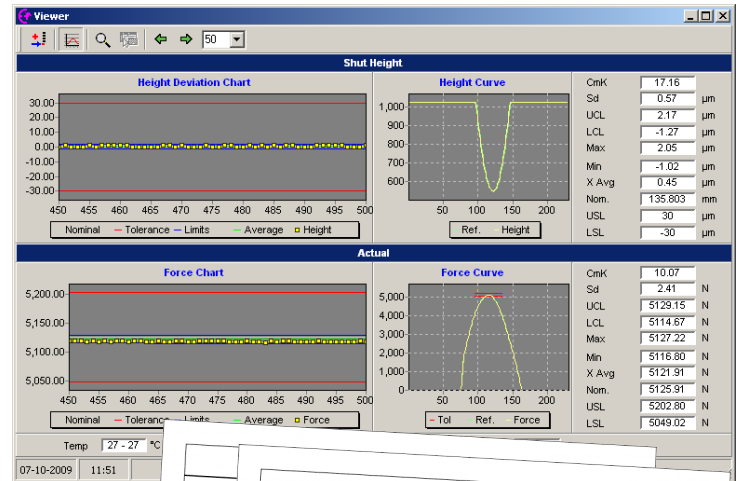 Viewer
50
Shut Height
Height Deviation Chart
30.00
20.00
10.00
0.00
-10.00
-20.00
-30.00
450 455 460 465 470 475 480 485 490 495 500
Nominal Tolerance Limits Average Height
Height Curve
1,000
900
800
700
600
50 100 150 200
Ref. Height
CmK 17.16
Sd 0.57 µm
UCL 2.17 µm
LCL -1.27 µm
Max 2.05 µm
Min -1.02 µm
X Avg 0.45 µm
Nom. 135.803 mm
USL 30 µm
LSL -30 µm
Actual
Force Chart
5,200.00
5,150.00
5,100.00
5,050.00
450 455 460 465 470 475 480 485 490 495 500
Nominal Tolerance Limits Average Force
Force Curve
5,000
4,000
3,000
2,000
1,000
0
50 100 150 200
Tol Ref. Force
CmK 10.07
Sd 2.41 N
UCL 5129.15 N
LCL 5114.67 N
Max 5127.22 N
Min 5116.80 N
X Avg 5121.91 N
Nom. 5125.91 N
USL 5202.80 N
LSL 5049.02 N
Temp 27 - 27 °C
07-10-2009 11:51